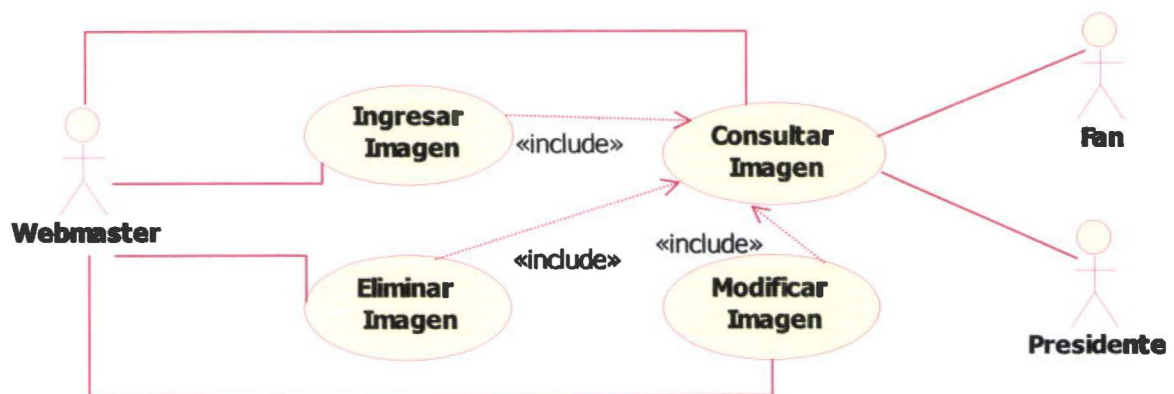 Ingresar
Imagen
«include»
Consultar
Imagen
Fan
Webmaster
«include»
«include»
Eliminar
Imagen
Modificar
Imagen
Presidente